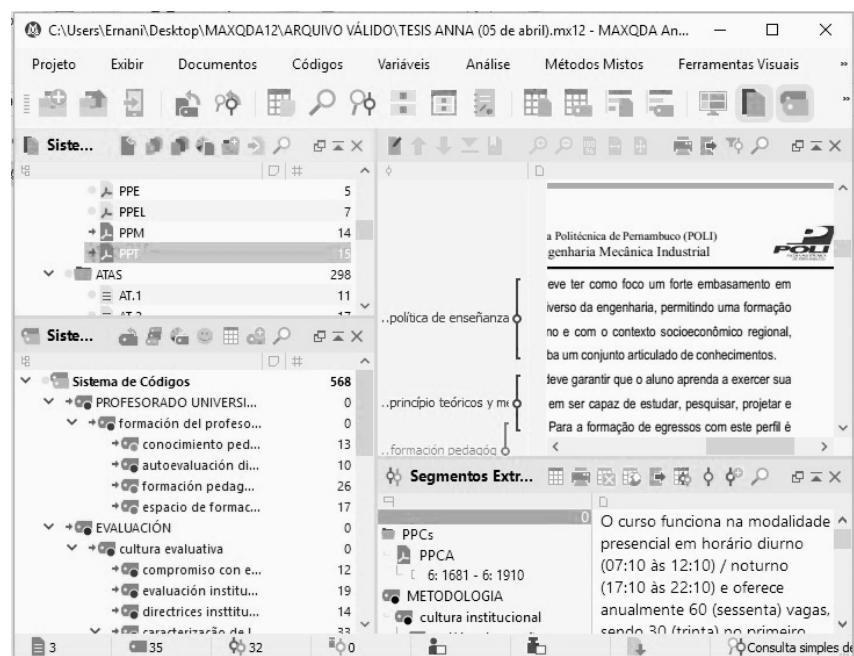 C:\Users\Ernani\Desktop\MAXQDA12\ARQUIVO VÁLIDO\TESIS ANNA (05 de abril).mx12 - MAXQDA An...
Projeto Exibir Documentos Códigos Variáveis Análise Métodos Mistos Ferramentas Visuais
Siste...
#
PPE 5
PPEL 7
PPM 14
PPT 15
ATAS 298
AT.1 11
Siste...
#
Sistema de Códigos 568
PROFESORADO UNIVERSI... 0
formación del profeso... 0
conocimiento ped... 13
autoevaluación di... 10
formación pedag... 26
espacio de formac... 17
EVALUACIÓN 0
cultura evaluativa 0
compromiso con e... 12
evaluación institu... 19
directrices insttitu... 14
33
..política de enseñanza
..princípio teóricos y me
..formación pedagóg
a Politécnica de Pernambuco (POLI)
genharia Mecânica Industrial
POLI
eve ter como foco um forte embasamento em
iverso da engenharia, permitindo uma formação
no e com o contexto socioeconômico regional,
ba um conjunto articulado de conhecimentos.
deve garantir que o aluno aprenda a exercer sua
em ser capaz de estudar, pesquisar, projetar e
Para a formação de egressos com este perfil é
Segmentos Extr...
0
PPCs
PPCA
6: 1681 - 6: 1910
METODOLOGIA
cultura institucional
O curso funciona na modalidade
presencial em horário diurno
(07:10 às 12:10) / noturno
(17:10 às 22:10) e oferece
anualmente 60 (sessenta) vagas,
sendo 30 (trinta) no primeiro
3 35 32 0 Consulta simples de